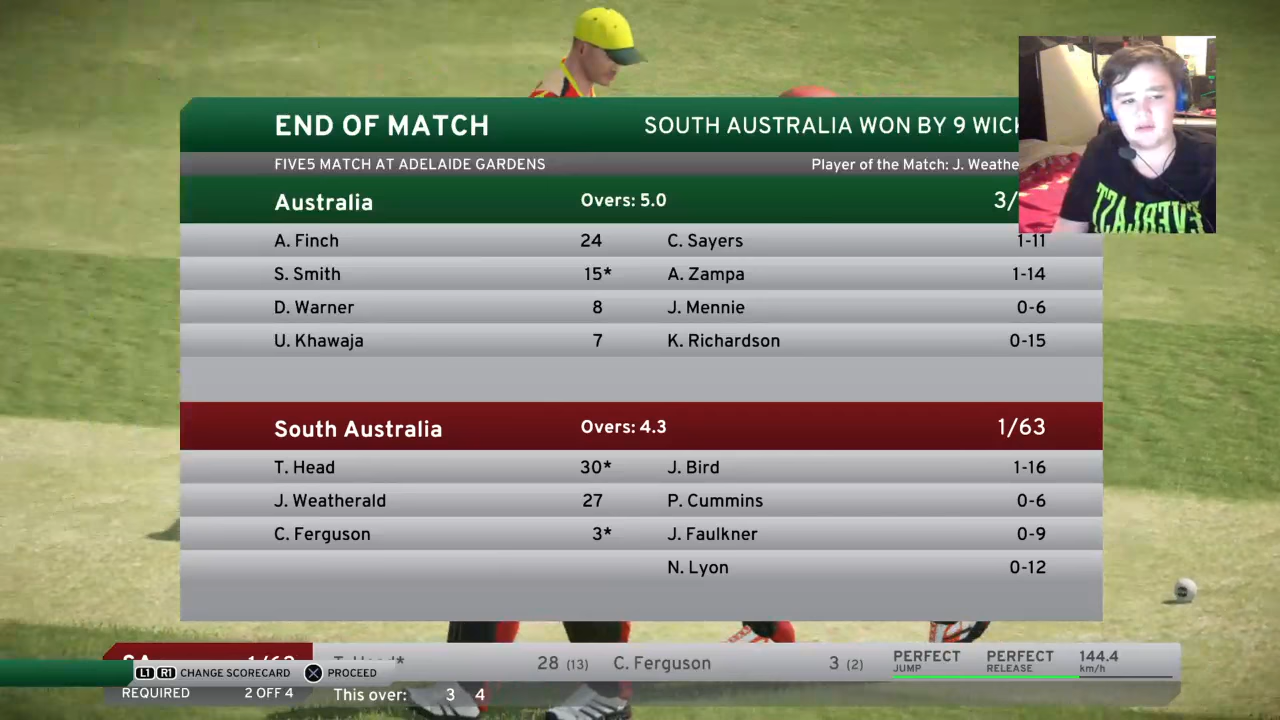 END OF MATCH SOUTH AUSTRALIA WON BY 9
FIVE5 MATCH AT ADELAIDE GARDENS Player of the Match: J.
Australia Overs: 5.0 3/
A. Finch 24 C. Sayers 1-11
S. Smith 15* A. Zampa 1-14
D. Warner 8 J. Mennie 0-6
U. Khawaja 7 K. Richardson 0-15
South Australia Overs: 4.3 1/63
T. Head 30* J. Bird 1-16
J. Weatherald 27 P. Cummins 0-6
C. Ferguson 3* J. Faulkner 0-9
N. Lyon 0-12
28 (13) C. Ferguson 3 (2) PERFECT JUMP PERFECT RELEASE 144.4 km/h
L1 R1 CHANGE SCORECARD X PROCEED
REQUIRED 2 OFF 4 This over: 3 4
EVERLAST